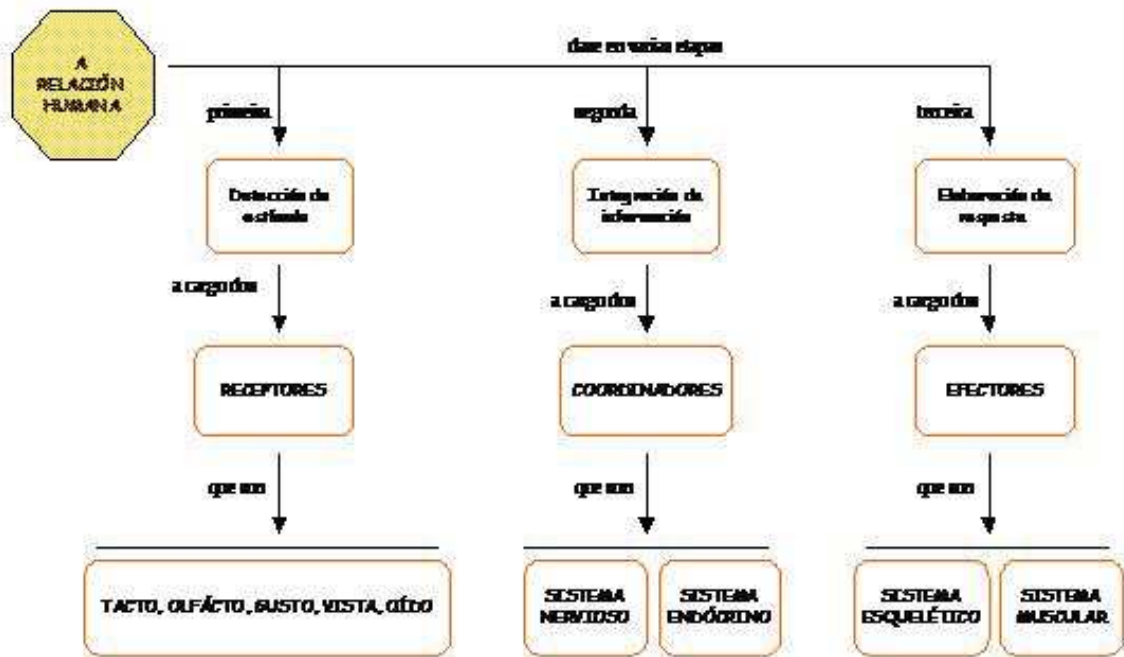 A
RELACIÓN
HUMANA
dase en varias etapas
primeira
segunda
terceira
Detección de
estímulo
Integración da
información
Elaboración da
resposta
a cargo dos
a cargo dos
a cargo dos
RECEPTORES
COORDINADORES
EFECTORES
que son
que son
que son
TACTO, OLFÁCTO, GUSTO, VISTA, OÍDO
SISTEMA
NERVIOSO
SISTEMA
ENDÓCRINO
SISTEMA
ESQUELÉTICO
SISTEMA
MUSCULAR